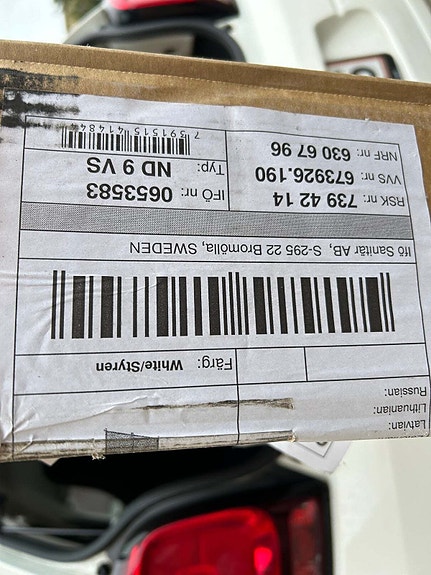 Latvian:
Lithuanian:
Russian:
Färg: White/Styren
Ifö Sanitär AB, S-295 22 Bromölla, SWEDEN
RSK nr: 739 42 14 IFÖ nr: 0653583
VVS nr: 673926.190 Typ: ND 9 VS
NRF nr: 630 67 96